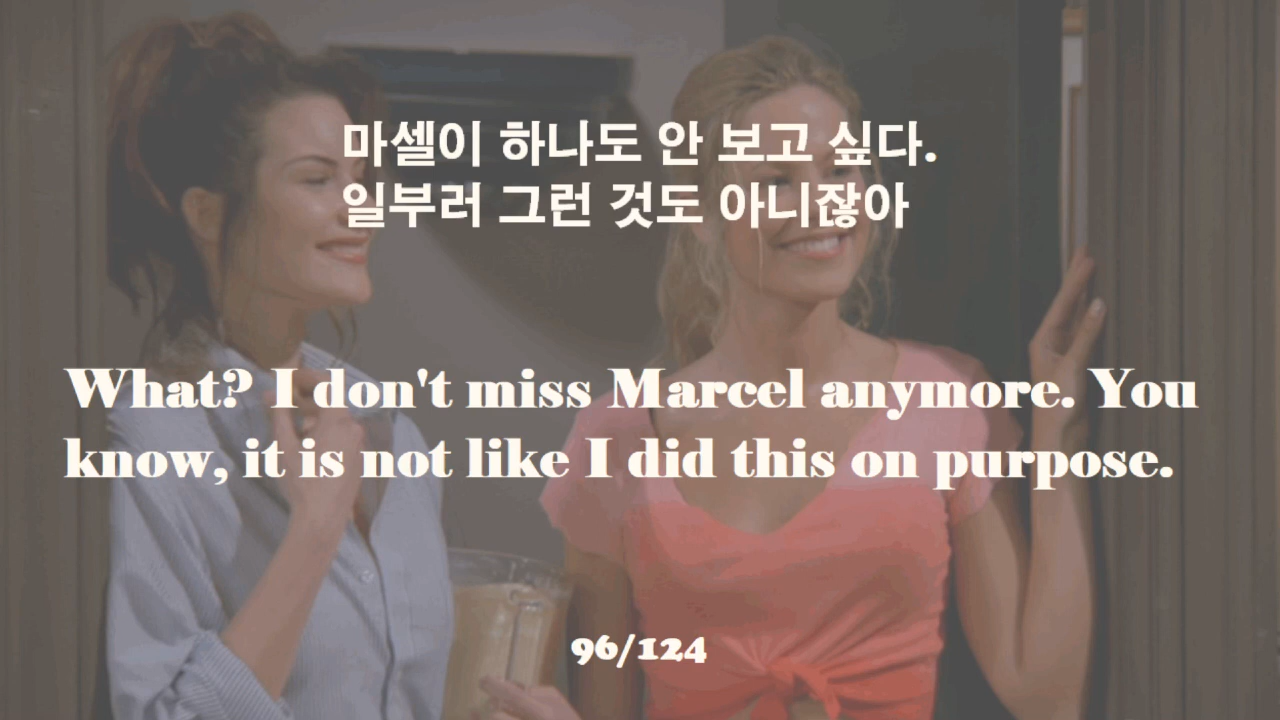 마셀이 하나도 안 보고 싶다.
일부러 그런 것도 아니잖아
What? I don't miss Marcel anymore. You
know, it is not like I did this on purpose.
96/124